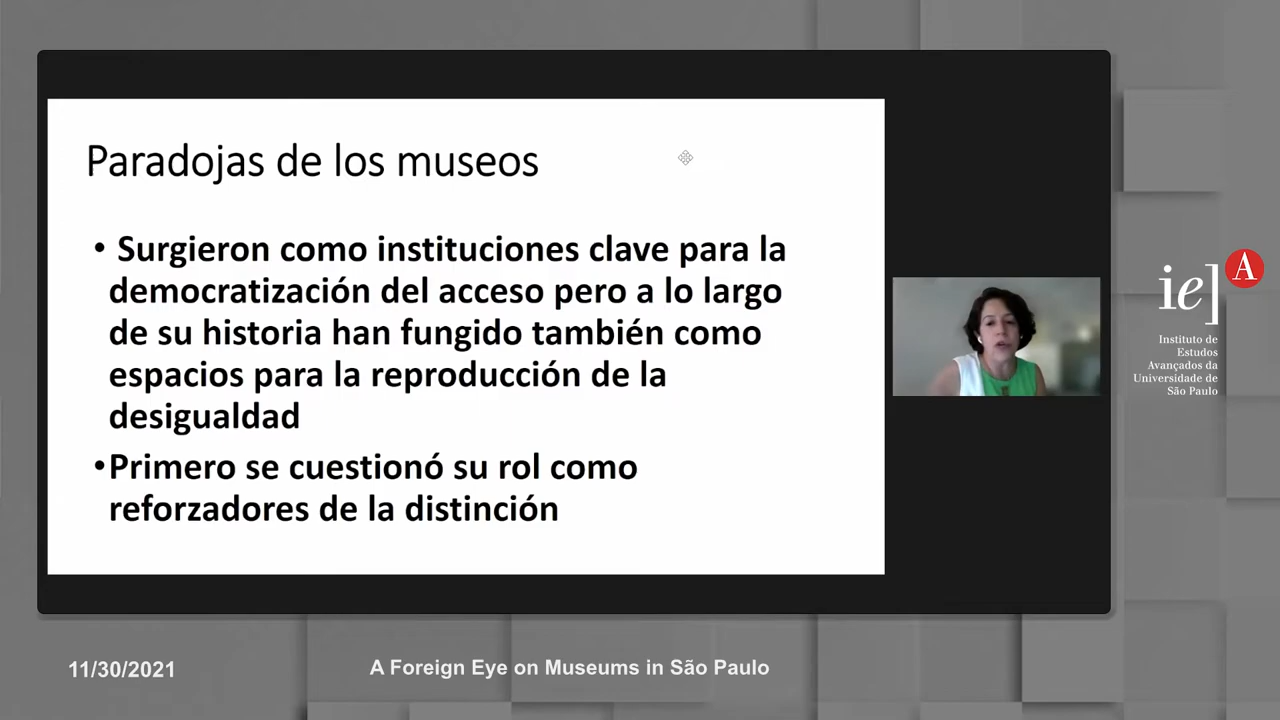 Paradojas de los museos
• Surgieron como instituciones clave para la
democratización del acceso pero a lo largo
de su historia han fungido también como
espacios para la reproducción de la
desigualdad
•Primero se cuestionó su rol como
reforzadores de la distinción
ie] A
Instituto de
Estudos
Avançados da
Universidade de
São Paulo
11/30/2021
A Foreign Eye on Museums in São Paulo